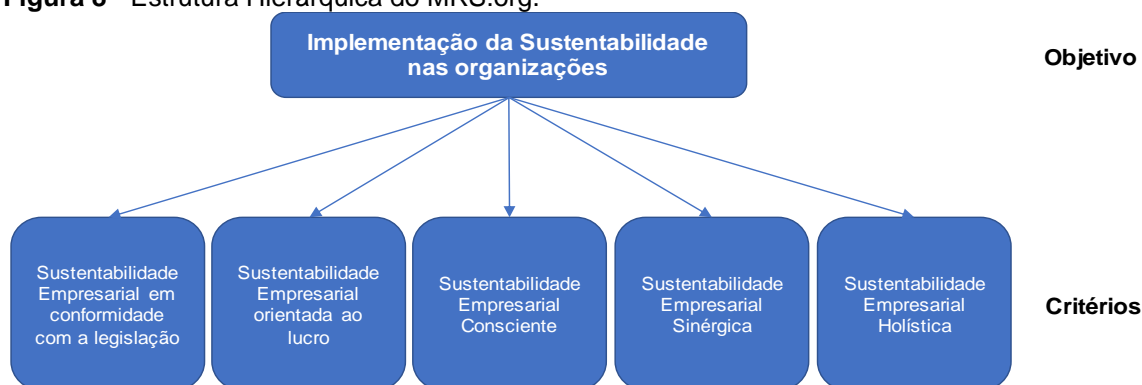 Estrutura Hierárquica do MRS.org.
Implementação da Sustentabilidade
nas organizações
Objetivo
Sustentabilidade
Empresarial em
conformidade
com a legislação
Sustentabilidade
Empresarial
orientada ao
lucro
Sustentabilidade
Empresarial
Consciente
Sustentabilidade
Empresarial
Sinérgica
Sustentabilidade
Empresarial
Holística
Critérios